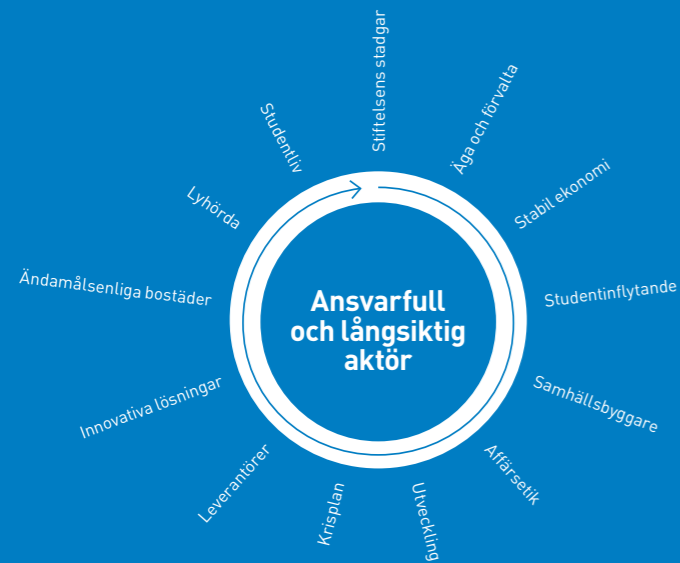 Stiftelsens stadgar
Äga och förvalta
Stabil ekonomi
Studentinflytande
Samhällsbyggare
Affärsetik
Utveckling
Krisplan
Leverantörer
Innovativa lösningar
Ändamålsenliga bostäder
Lyhörda
Studentliv
Ansvarfull
och långsiktig
aktör